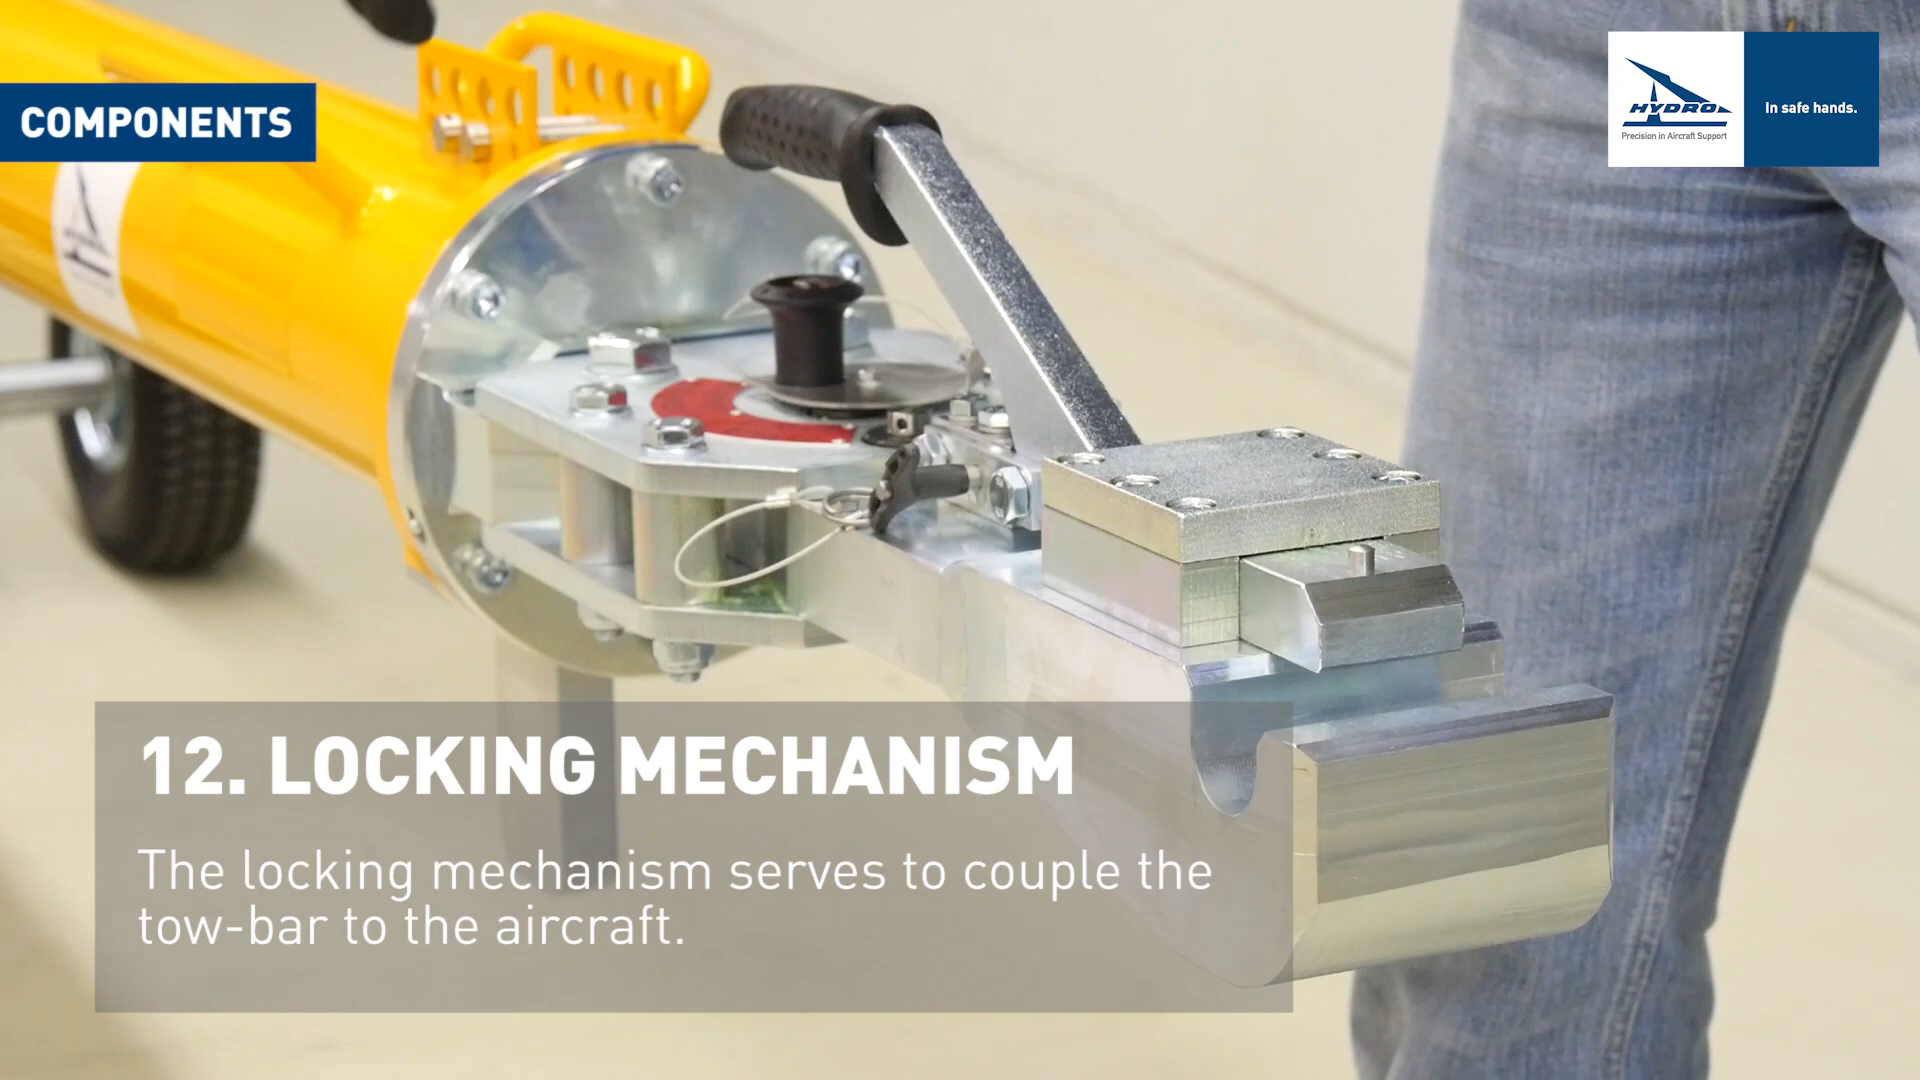 COMPONENTS
HYDRO
Precision in Aircraft Support
In safe hands.
HYDRO
12. LOCKING MECHANISM
The locking mechanism serves to couple the
tow-bar to the aircraft.